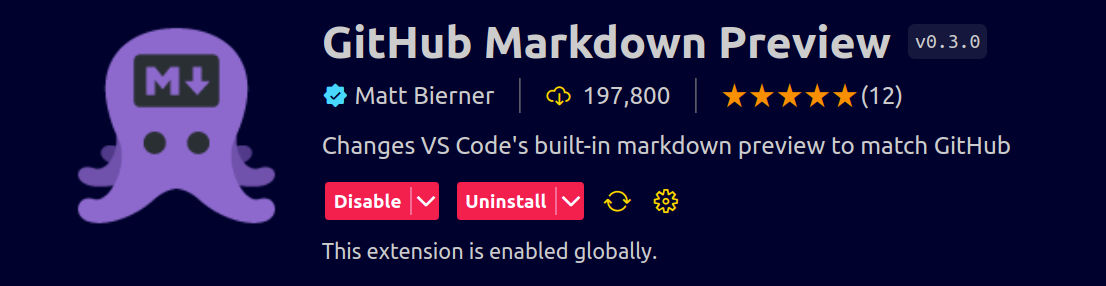 M
GitHub Markdown Preview v0.3.0
Matt Bierner 197,800 (12)
Changes VS Code's built-in markdown preview to match GitHub
Disable Uninstall
This extension is enabled globally.